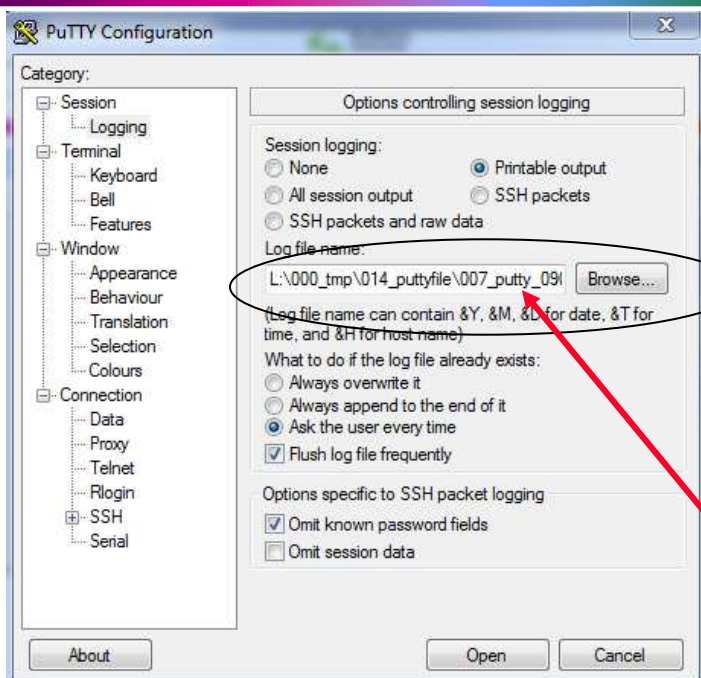 PuTTY Configuration
Category:
Session
Logging
Terminal
Keyboard
Bell
Features
Window
Appearance
Behaviour
Translation
Selection
Colours
Connection
Data
Proxy
Telnet
Rlogin
SSH
Serial
Options controlling session logging
Session logging:
None Printable output
All session output SSH packets
SSH packets and raw data
Log file name:
L:\000_tmp\014_puttyfile\007_putty_09 Browse...
(Log file name can contain &Y, &M, &D for date, &T for
time, and &H for host name)
What to do if the log file already exists:
Always overwrite it
Always append to the end of it
Ask the user every time
Flush log file frequently
Options specific to SSH packet logging
Omit known password fields
Omit session data
About Open Cancel